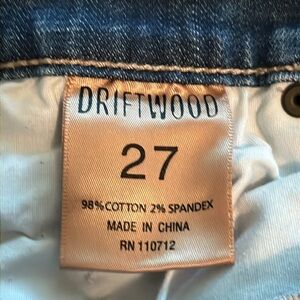 DRIFTWOOD
27
98% COTTON 2% SPANDEX
MADE IN CHINA
RN 110712